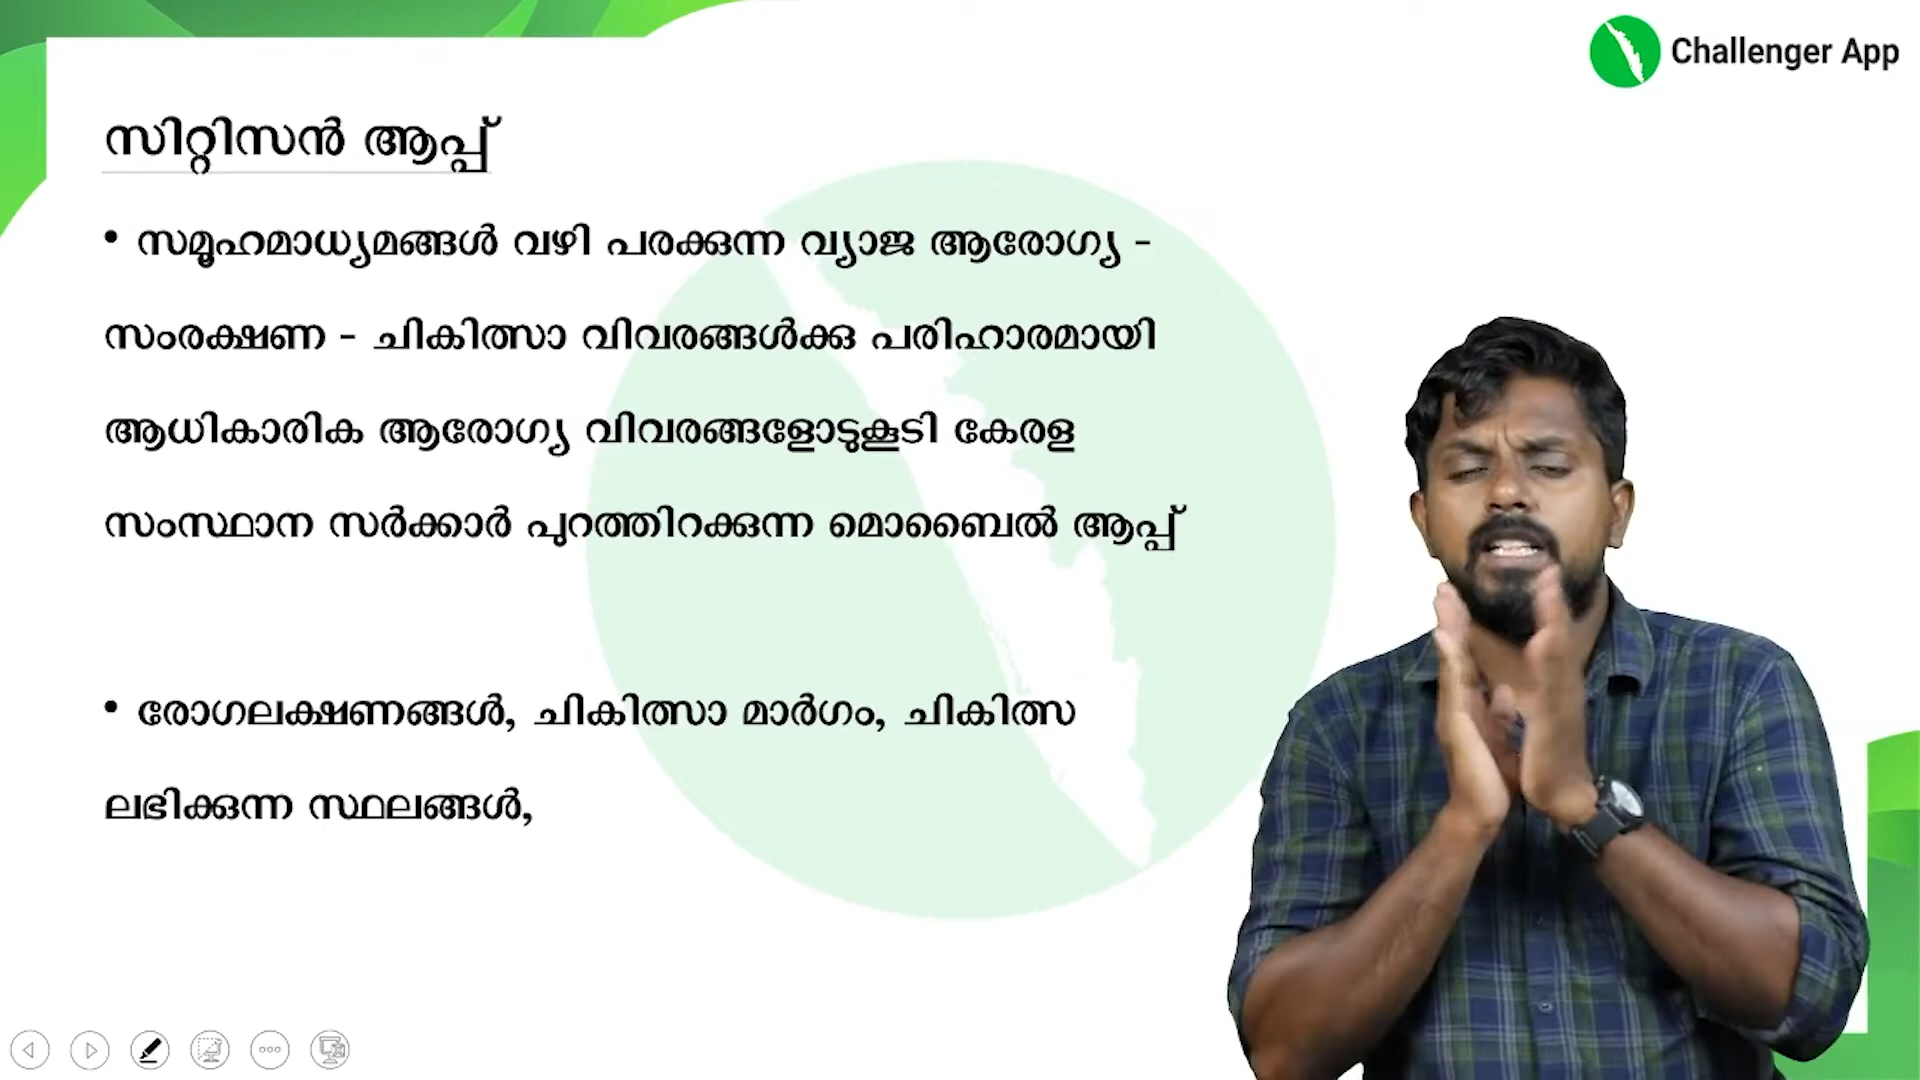 Challenger App
സിറ്റിസൻ ആപ്പ്
• സമൂഹമാധ്യമങ്ങൾ വഴി പരക്കുന്ന വ്യാജ ആരോഗ്യ -
സംരക്ഷണ - ചികിത്സാ വിവരങ്ങൾക്കു പരിഹാരമായി
ആധികാരിക ആരോഗ്യ വിവരങ്ങളോടുകൂടി കേരള
സംസ്ഥാന സർക്കാർ പുറത്തിറക്കുന്ന മൊബൈൽ ആപ്പ്
• രോഗലക്ഷണങ്ങൾ, ചികിത്സാ മാർഗം, ചികിത്സ
ലഭിക്കുന്ന സ്ഥലങ്ങൾ,